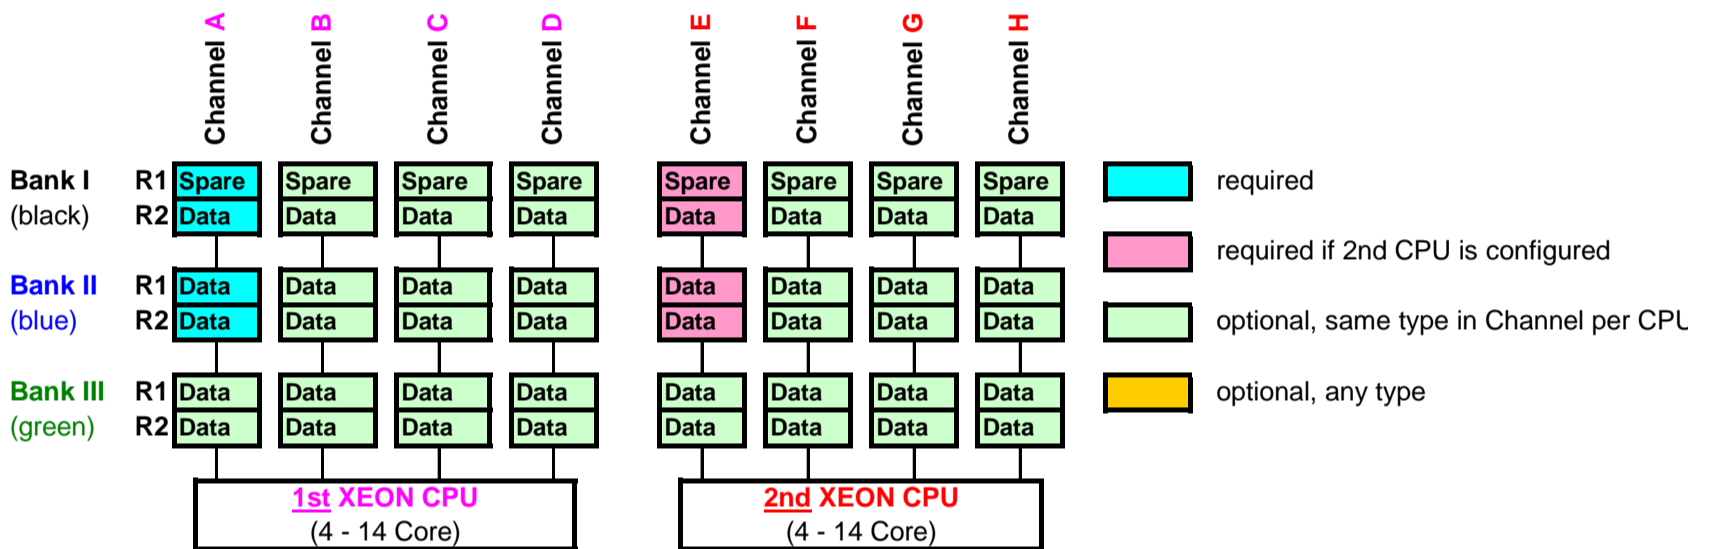 Channel A Channel B Channel C Channel D Channel E Channel F Channel G Channel H
Bank I R1 Spare Spare Spare Spare Spare Spare Spare Spare required
(black) R2 Data Data Data Data Data Data Data Data
required if 2nd CPU is configured
Bank II R1 Data Data Data Data Data Data Data Data
(blue) R2 Data Data Data Data Data Data Data Data optional, same type in Channel per CPU
Bank III R1 Data Data Data Data Data Data Data Data optional, any type
(green) R2 Data Data Data Data Data Data Data Data
1st XEON CPU 2nd XEON CPU
(4 - 14 Core) (4 - 14 Core)